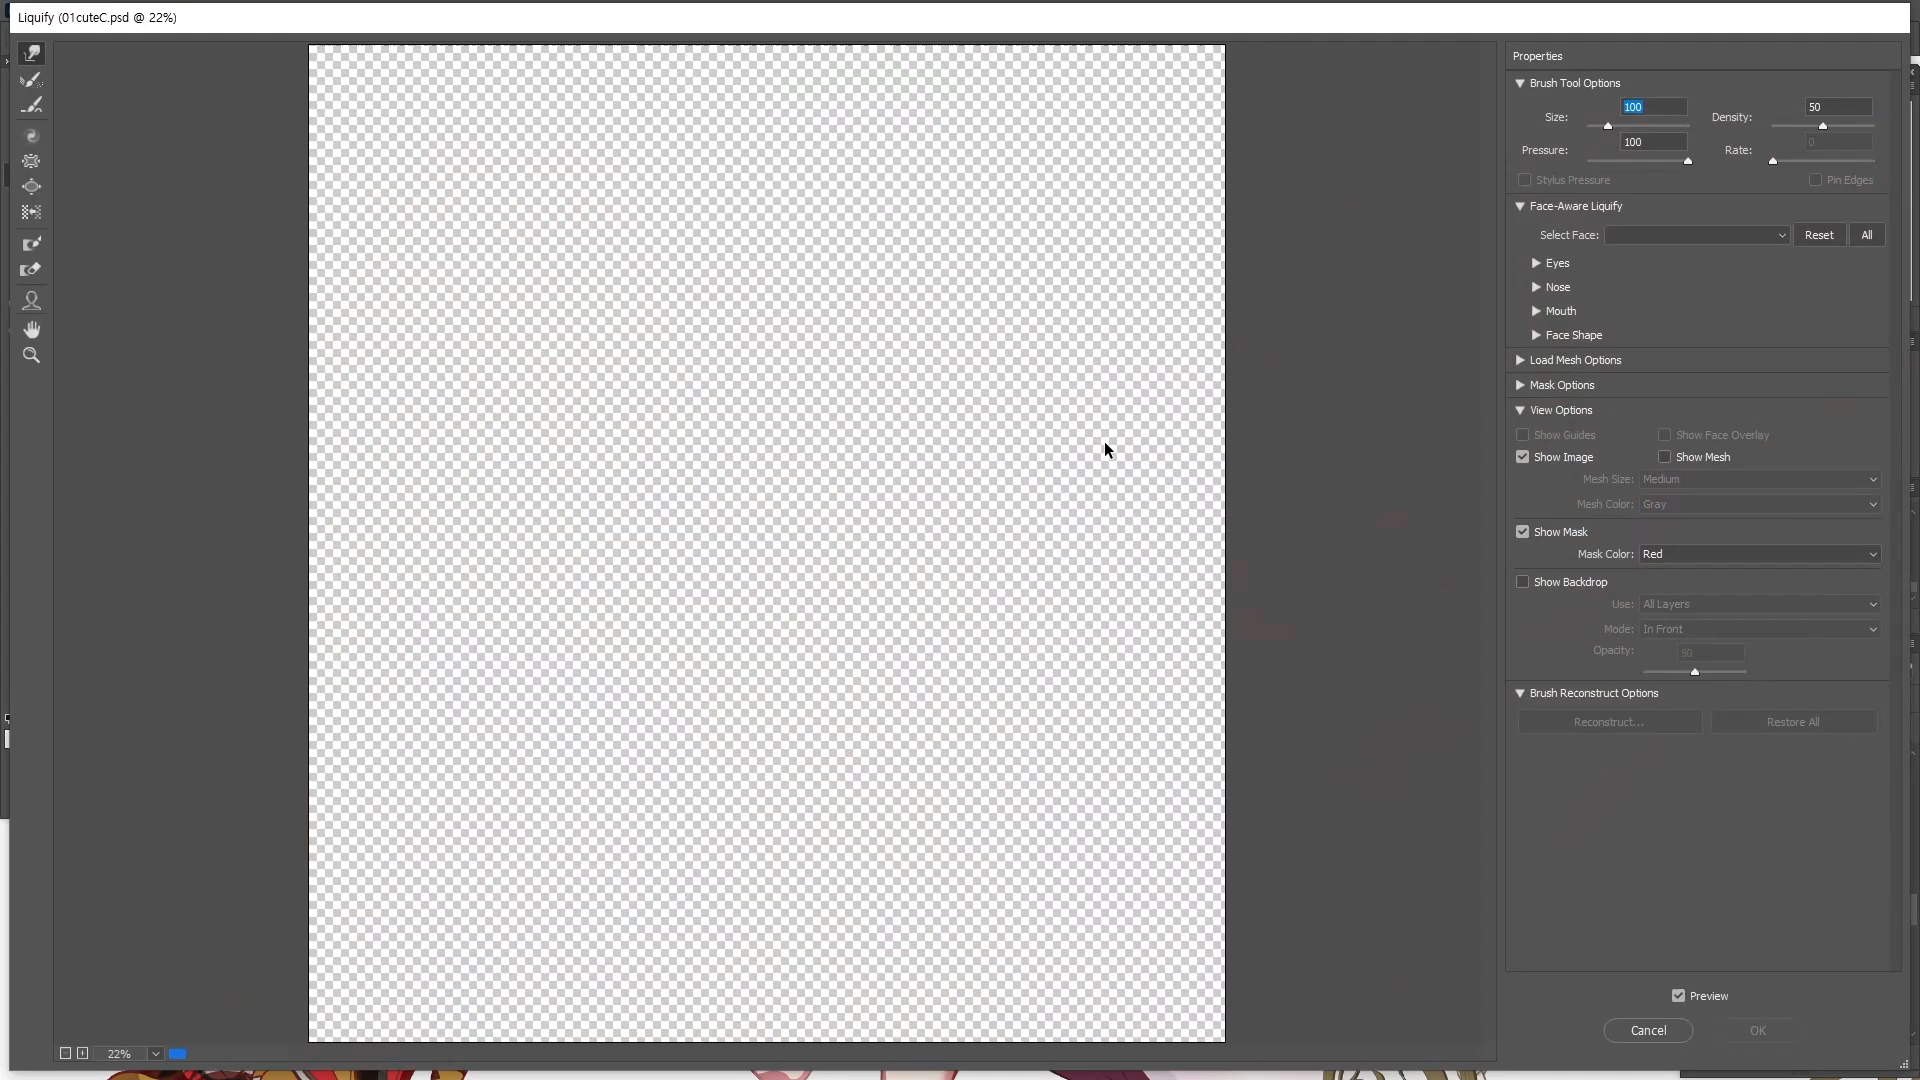 Liquify (01cuteC.psd @ 22%)
Properties
Brush Tool Options
Size: 100 Density: 50
Pressure: 100 Rate: 0
Stylus Pressure Pin Edges
Face-Aware Liquify
Select Face: Reset All
Eyes
Nose
Mouth
Face Shape
Load Mesh Options
Mask Options
View Options
Show Guides Show Face Overlay
Show Image Show Mesh
Mesh Size: Medium
Mesh Color: Gray
Show Mask
Mask Color: Red
Show Backdrop
Use: All Layers
Mode: In Front
Opacity: 50
Brush Reconstruct Options
Reconstruct... Restore All
Preview
Cancel OK
22%